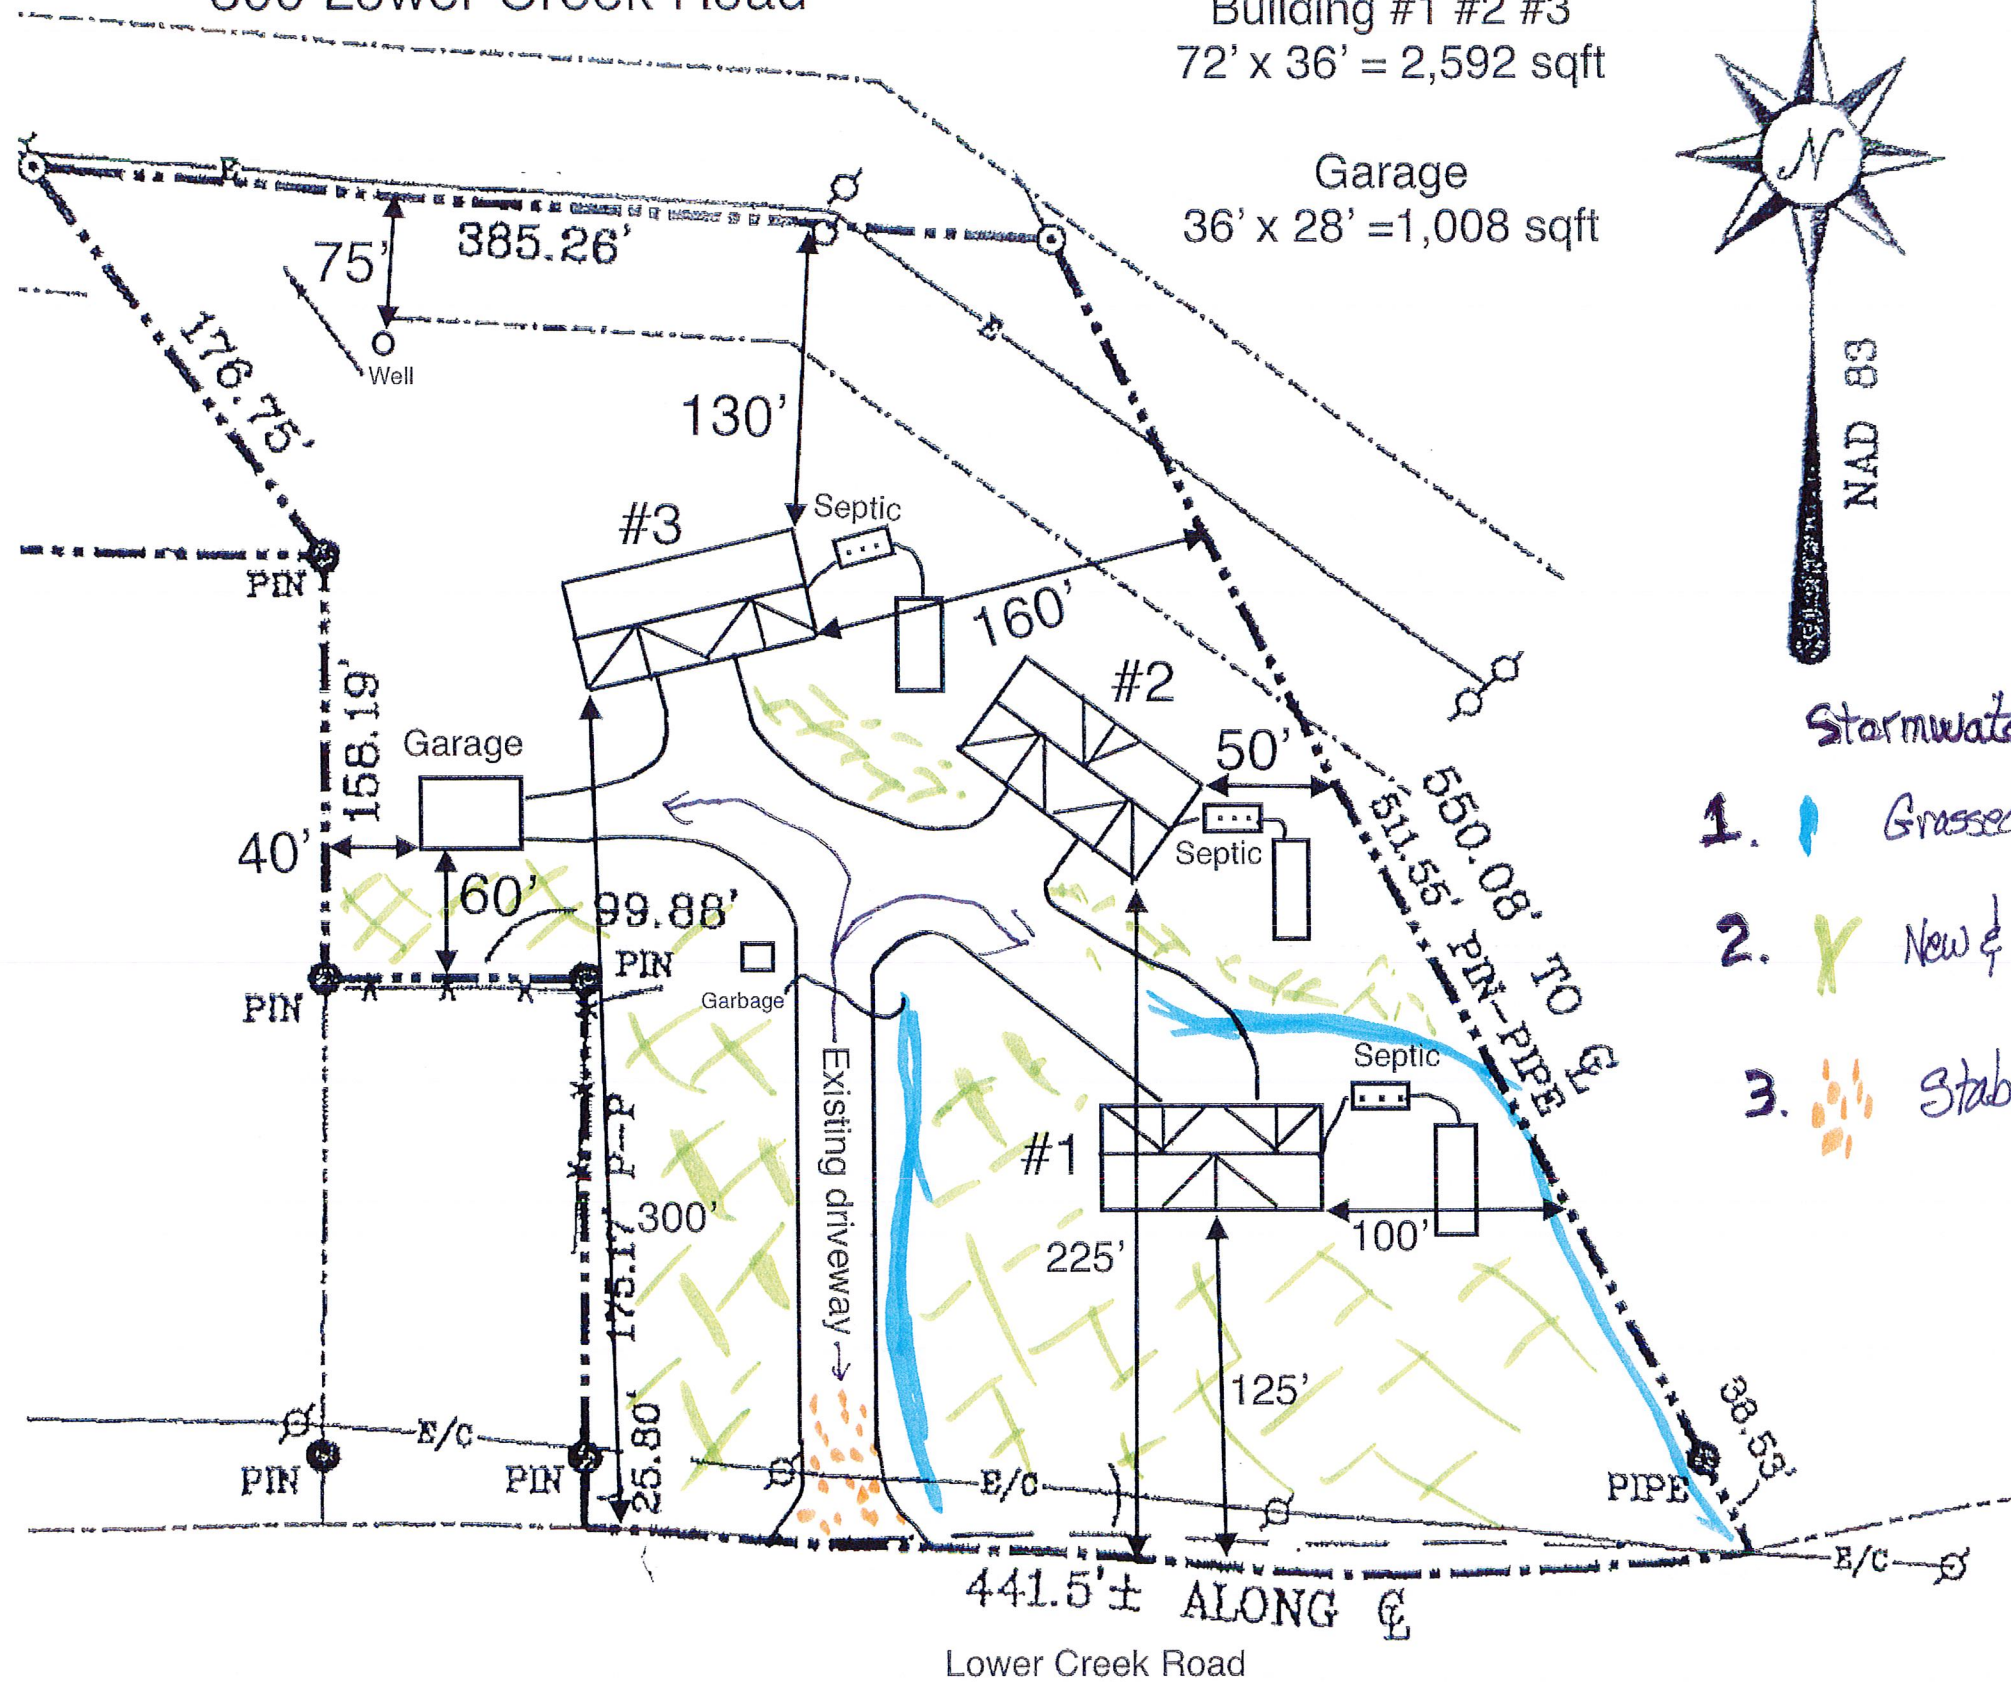 Lower Creek Road
Building #1 #2 #3
72' x 36' = 2,592 sqft
Garage
36' x 28' =1,008 sqft
N
NAD 83
E
75'
385.26'
176.75'
Well
130'
E
#3
Septic
160'
PIN
158.19'
Garage
#2
50'
Septic
40'
60'
99.88'
PIN
PIN
Garbage
550.08' TO ℄
511.55' PIN-PIPE
Existing driveway →
Septic
#1
100'
P-P
175.17'
300'
225'
125'
25.80'
38.53'
E/C
PIN
PIN
E/C
PIPE
E/C
441.5'± ALONG ℄
Lower Creek Road
1.
2. New &
3.